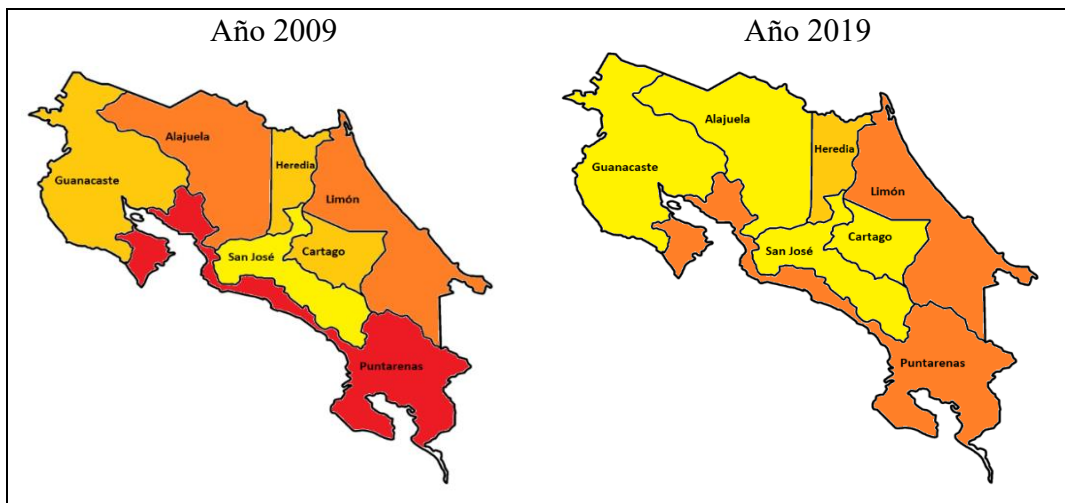 Año 2009
Alajuela
Heredia
Guanacaste
Limón
San José
Cartago
Puntarenas
Año 2019
Alajuela
Heredia
Guanacaste
Limón
Cartago
San José
Puntarenas